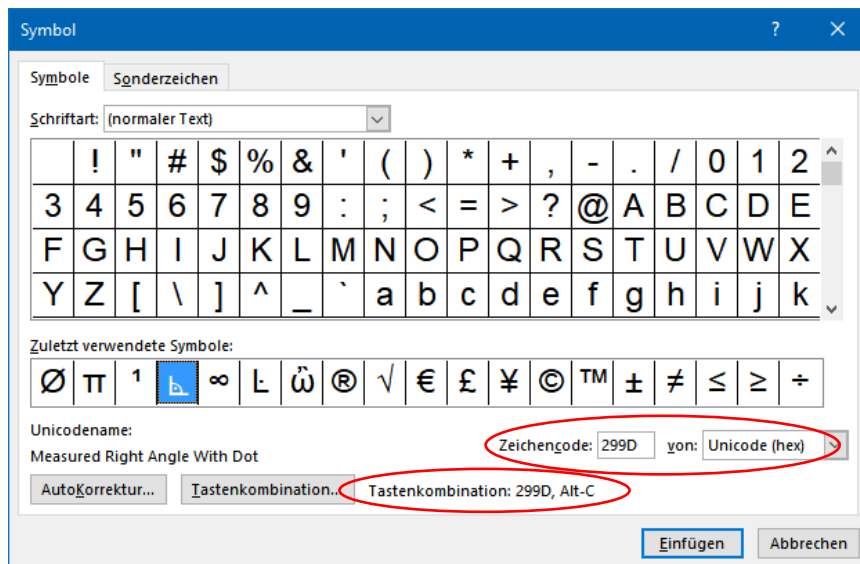 Symbol ?
Symbole Sonderzeichen
Schriftart: (normaler Text)
! " # $ % & ' ( ) * + , - . / 0 1 2
3 4 5 6 7 8 9 : ; < = > ? @ A B C D E
F G H I J K L M N O P Q R S T U V W X
Y Z [ \ ] ^ _ ` a b c d e f g h i j k
Zuletzt verwendete Symbole:
Ø π ¹ ⦝ ∞ Ŀ ὢ ® √ € £ ¥ © ™ ± ≠ ≤ ≥ ÷
Unicodename:
Measured Right Angle With Dot
Zeichencode: 299D von: Unicode (hex)
AutoKorrektur... Tastenkombination... Tastenkombination: 299D, Alt-C
Einfügen Abbrechen